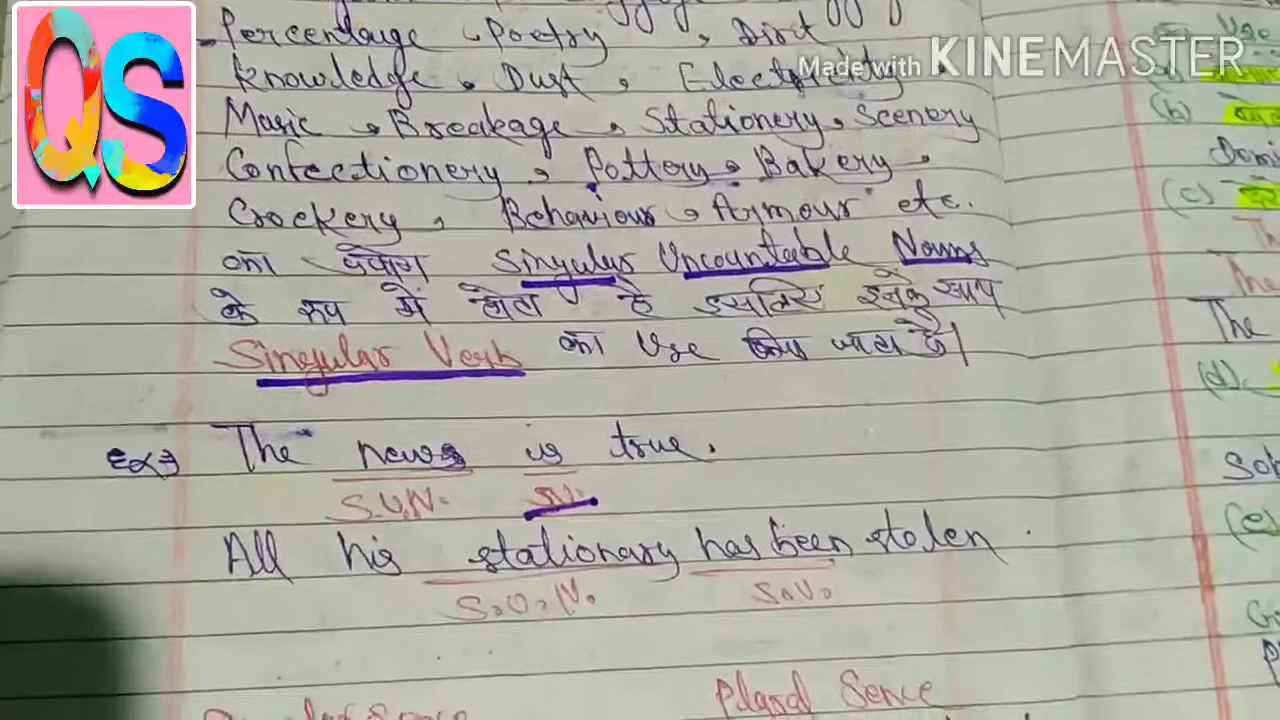 QS
Made with KINEMASTER
Percentage, Poetry, Dirt
Knowledge, Dust, Electricity,
Music, Breakage, Stationery, Scenery
Confectionery, Pottery, Bakery,
Crockery, Behaviour, Armour etc.
का प्रयोग Singular Uncountable Nouns
के रूप में होता है इसलिए इनके साथ
Singular Verb का Use किया जाता है।
Ex→ The news is true.
S.U.N. S.V.
All his stationary has been stolen.
S.U.N. S.V.
Plural Sence
(b)
(c)
The
(d)
(e)